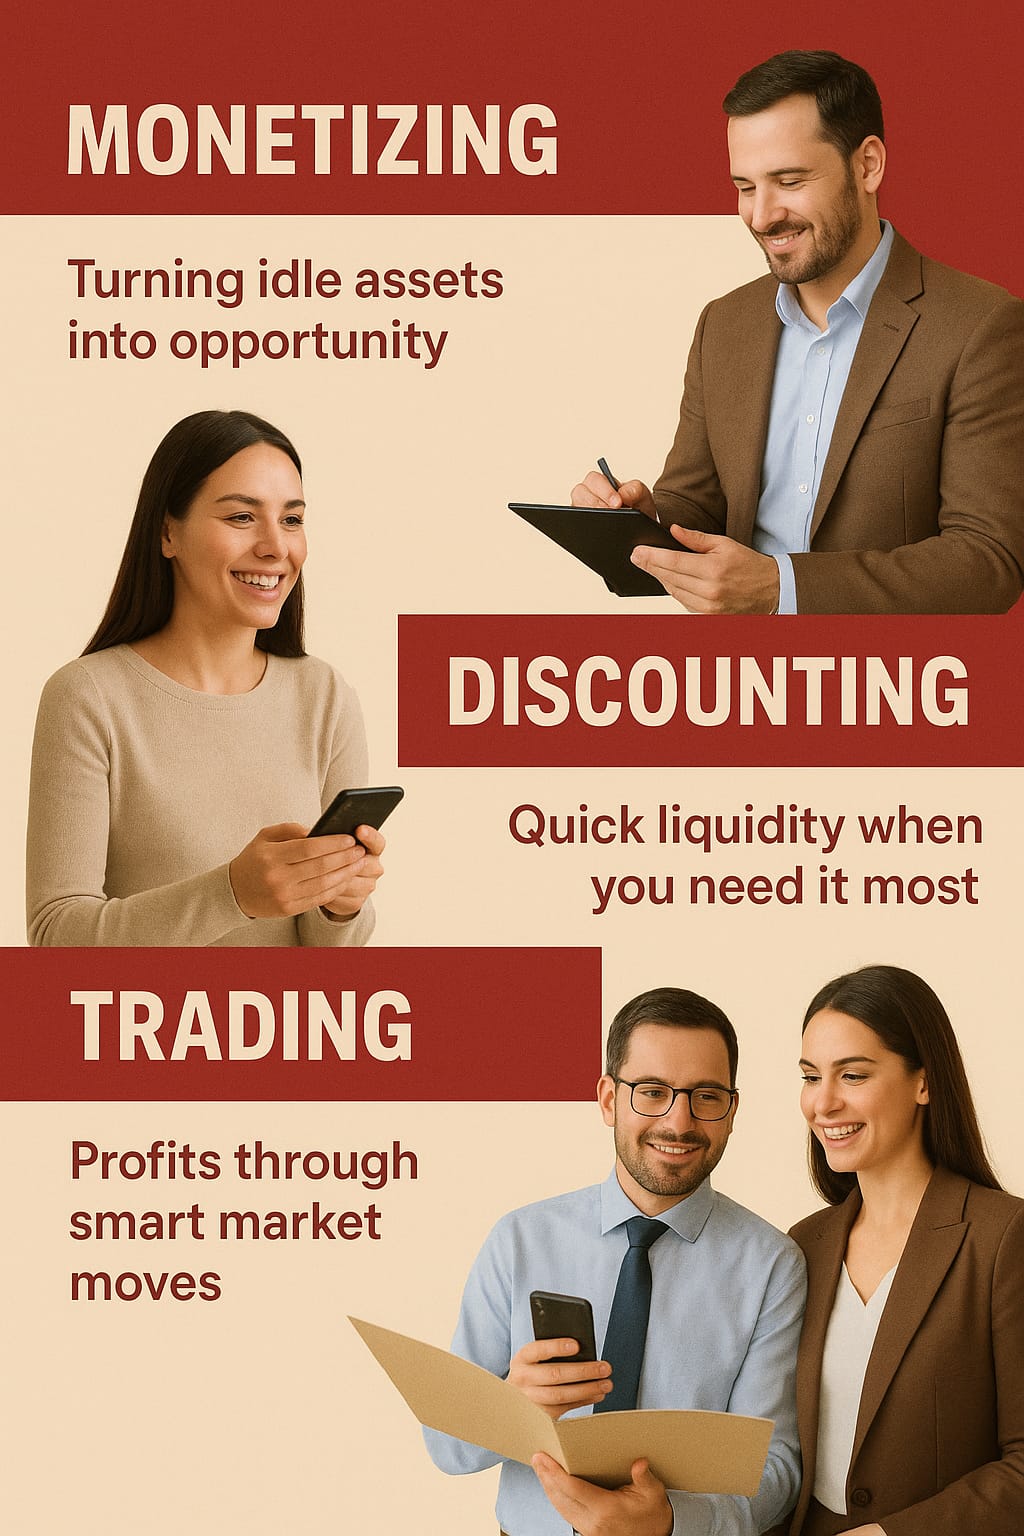 MONETIZING
Turning idle assets
into opportunity
DISCOUNTING
Quick liquidity when
you need it most
TRADING
Profits through
smart market
moves